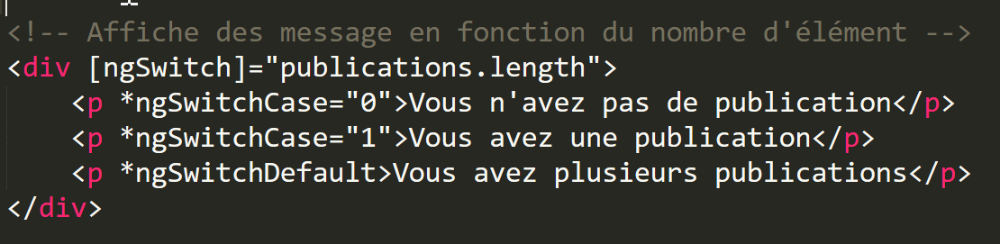 <!-- Affiche des message en fonction du nombre d'élément -->
<div [ngSwitch]="publications.length">
    <p *ngSwitchCase="0">Vous n'avez pas de publication</p>
    <p *ngSwitchCase="1">Vous avez une publication</p>
    <p *ngSwitchDefault>Vous avez plusieurs publications</p>
</div>